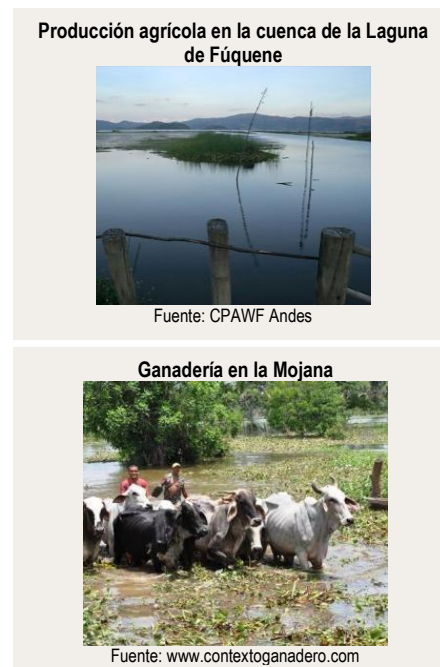 Producción agrícola en la cuenca de la Laguna
de Fúquene
Fuente: CPAWF Andes
Ganadería en la Mojana
Fuente: www.contextoganadero.com